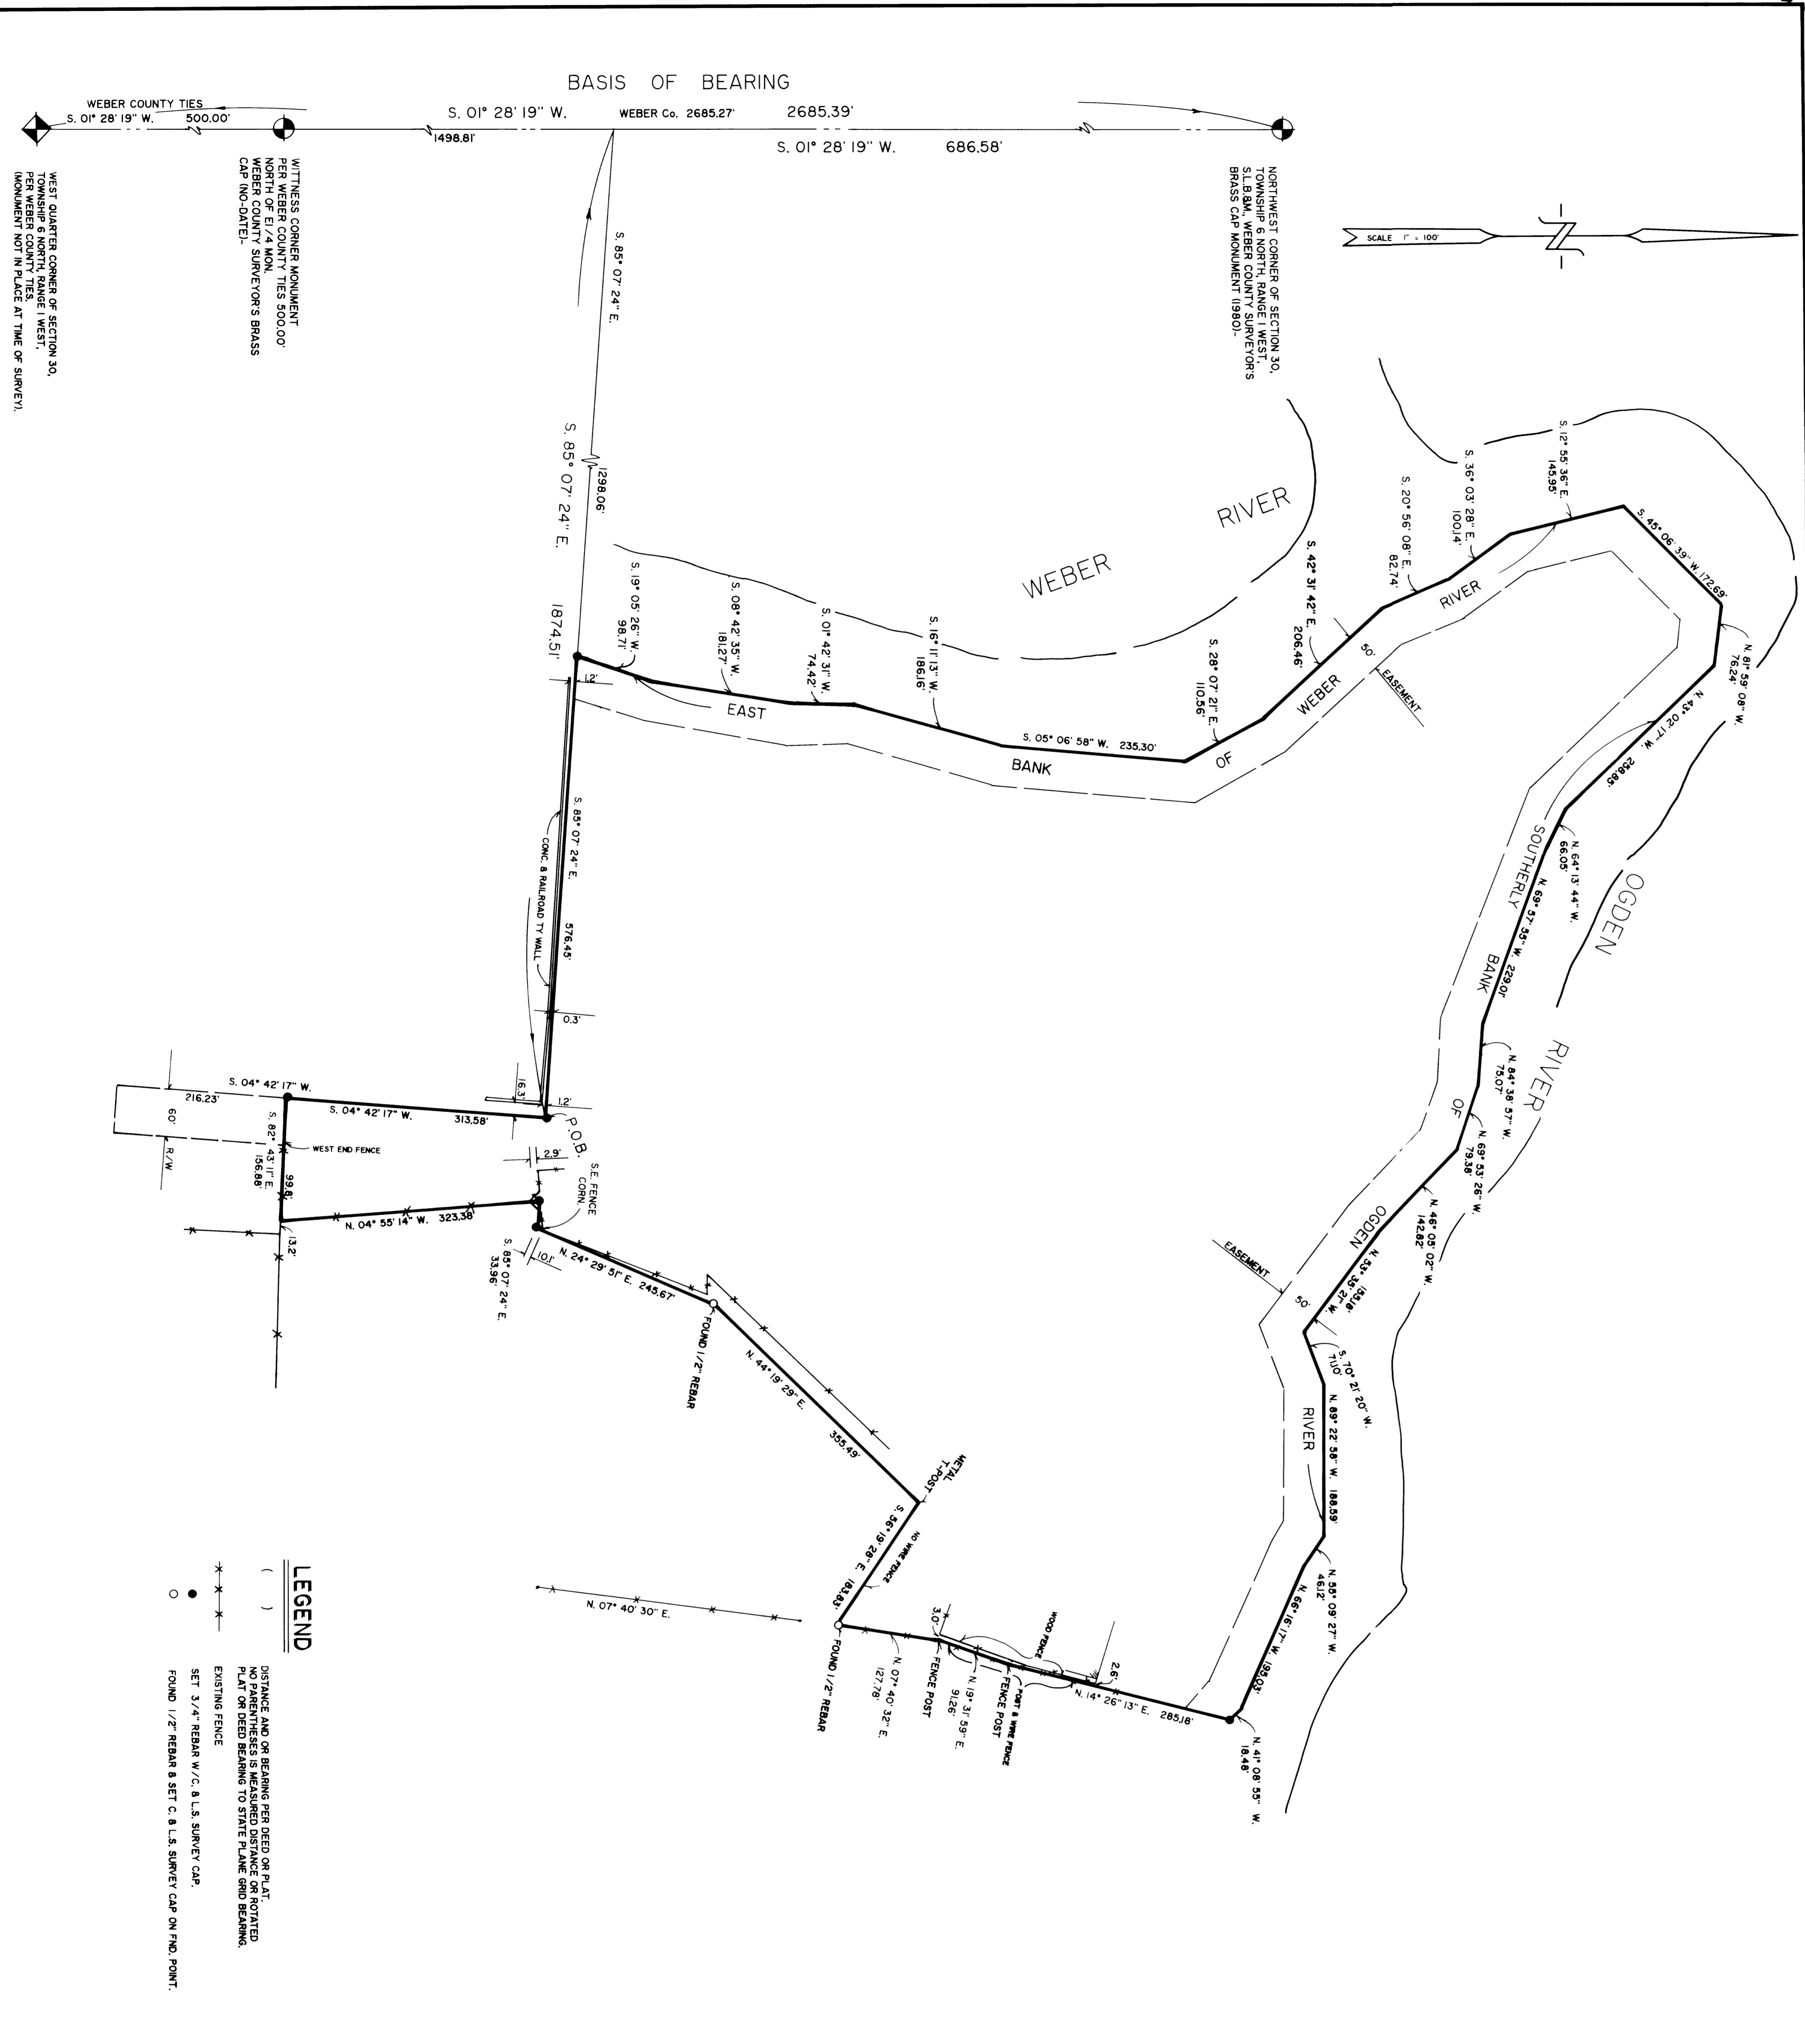 BASIS OF BEARING
WEBER COUNTY TIES
S. 01° 28' 19" W. 500.00'
S. 01° 28' 19" W. WEBER Co. 2685.27' 2685.39'
1498.81'
S. 01° 28' 19" W. 686.58'
WEST QUARTER CORNER OF SECTION 30,
TOWNSHIP 6 NORTH, RANGE 1 WEST,
PER WEBER COUNTY TIES.
(MONUMENT NOT IN PLACE AT TIME OF SURVEY).
WITTNESS CORNER MONUMENT
PER WEBER COUNTY TIES 500.00'
NORTH OF E1/4 MON.
WEBER COUNTY SURVEYOR'S BRASS
CAP (NO-DATE)-
NORTHWEST CORNER OF SECTION 30,
TOWNSHIP 6 NORTH, RANGE 1 WEST,
S.L.B.&M., WEBER COUNTY SURVEYOR'S
BRASS CAP MONUMENT (1980)-
SCALE 1" = 100'
N
S. 85° 07' 24" E.
1298.06'
S. 85° 07' 24" E.
1874.51'
WEBER RIVER
S. 19° 05' 26" W.
98.71'
S. 08° 42' 35" W.
181.27'
S. 01° 42' 31" W.
74.42'
S. 16° 11' 13" W.
186.16'
S. 05° 06' 58" W. 235.30'
S. 28° 07' 21" E.
110.56'
S. 42° 31' 42" E.
206.46'
S. 20° 56' 08" E.
82.74'
S. 36° 03' 28" E.
100.14'
S. 12° 55' 36" E.
145.95'
S. 45° 06' 39" W. 172.69'
N. 81° 59' 08" W.
76.24'
N. 43° 02' 17" W. 258.85'
N. 64° 13' 44" W.
66.05'
N. 69° 57' 55" W. 229.01'
N. 84° 38' 57" W.
75.07'
N. 69° 53' 26" W.
79.38'
N. 46° 05' 02" W.
142.82'
N. 53° 35' 21" W.
155.18'
S. 70° 21' 20" W.
71.10'
N. 89° 22' 58" W. 188.59'
N. 55° 09' 27" W.
46.12'
N. 66° 16' 17" W. 195.03'
N. 41° 08' 55" W.
18.48'
EAST BANK OF WEBER RIVER
50'
EASEMENT
SOUTHERLY BANK OF OGDEN RIVER
OGDEN RIVER
EASEMENT
50'
1.2'
S. 85° 07' 24" E. 576.45'
CONC. & RAILROAD TY WALL
0.3'
1.2'
16.3'
P.O.B.
S. 04° 42' 17" W. 313.58'
S. 04° 42' 17" W.
216.23'
60'
R/W
S. 82° 43' 11" E.
156.88'
99.8'
WEST END FENCE
13.2'
N. 04° 55' 14" W. 323.38'
2.9'
S.E. FENCE
CORN.
10.1'
S. 85° 07' 24" E.
33.96'
N. 24° 29' 51" E. 245.67'
FOUND 1/2" REBAR
N. 44° 19' 29" E. 355.49'
METAL
T-POST
S. 56° 19' 28" E. 183.83'
NO WIRE FENCE
FOUND 1/2" REBAR
N. 07° 40' 30" E.
N. 07° 40' 32" E.
127.78'
3.0'
FENCE POST
WOOD FENCE
N. 19° 31' 59" E.
91.26'
FENCE POST
POST & WIRE FENCE
2.6'
N. 14° 26' 13" E. 285.18'
LEGEND
( ) DISTANCE AND OR BEARING PER DEED OR PLAT.
NO PARENTHESES IS MEASURED DISTANCE OR ROTATED
PLAT OR DEED BEARING TO STATE PLANE GRID BEARING.
EXISTING FENCE
SET 3/4" REBAR W/C. & L.S. SURVEY CAP.
FOUND 1/2" REBAR & SET C. & L.S. SURVEY CAP ON FND. POINT.